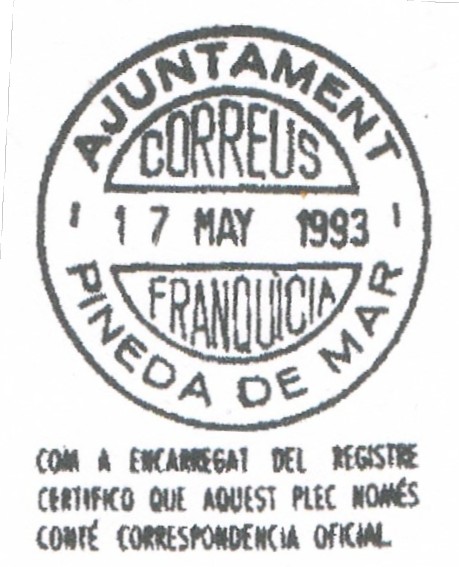 AJUNTAMENT
CORREUS
17 MAY 1993
FRANQUÌCIA
PINEDA DE MAR
COM A ENCARREGAT DEL REGISTRE
CERTIFICO QUE AQUEST PLEC NOMÉS
CONTÉ CORRESPONDENCIA OFICIAL.